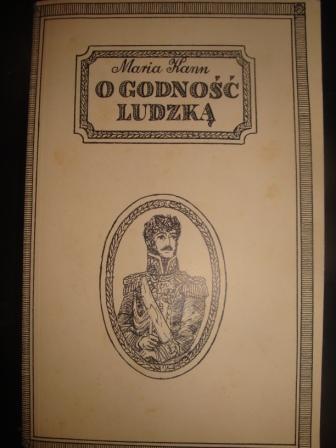 Maria Kann
O GODNOŚĆ
LUDZKĄ